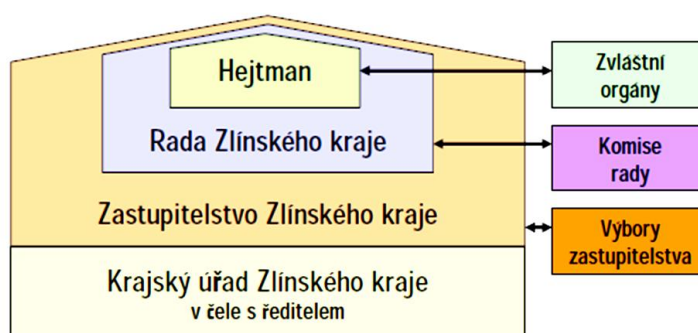 Hejtman
Zvláštní
orgány
Rada Zlínského kraje
Komise
rady
Zastupitelstvo Zlínského kraje
Výbory
zastupitelstva
Krajský úřad Zlínského kraje
v čele s ředitelem